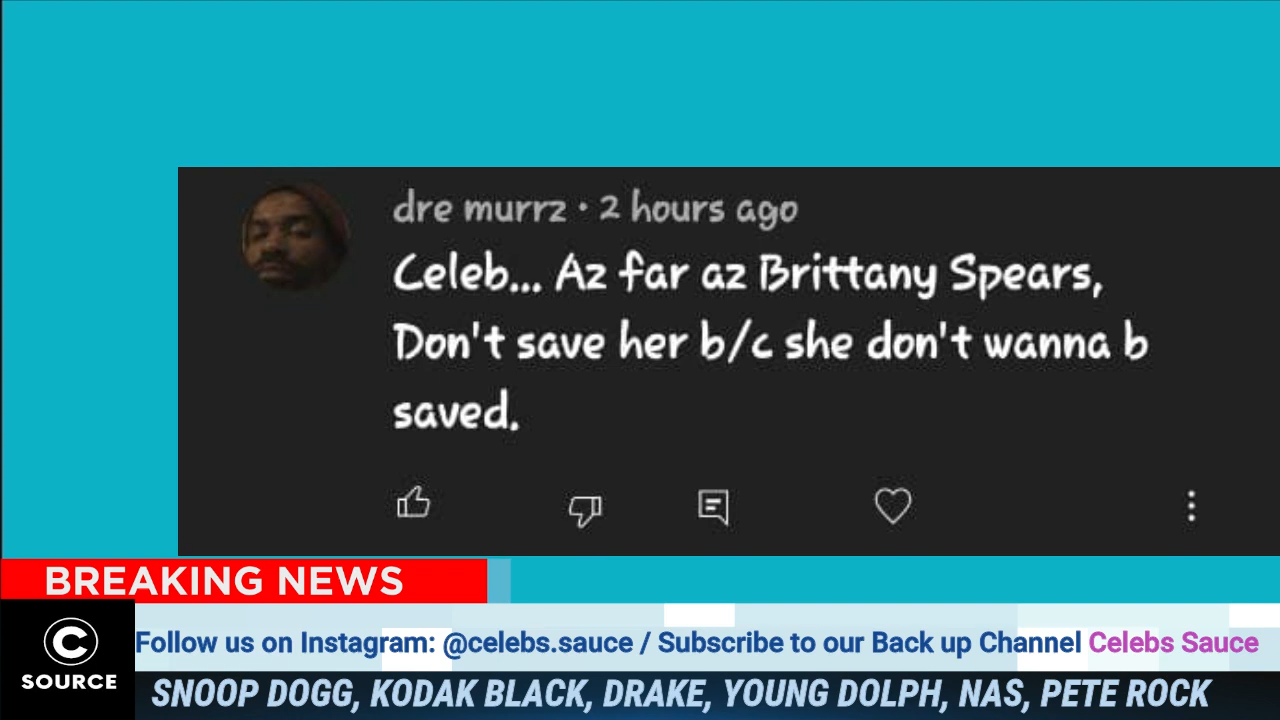 dre murrz • 2 hours ago
Celeb... Az far az Brittany Spears,
Don't save her b/c she don't wanna b
saved.
BREAKING NEWS
C
SOURCE
Follow us on Instagram: @celebs.sauce / Subscribe to our Back up Channel Celebs Sauce
SNOOP DOGG, KODAK BLACK, DRAKE, YOUNG DOLPH, NAS, PETE ROCK